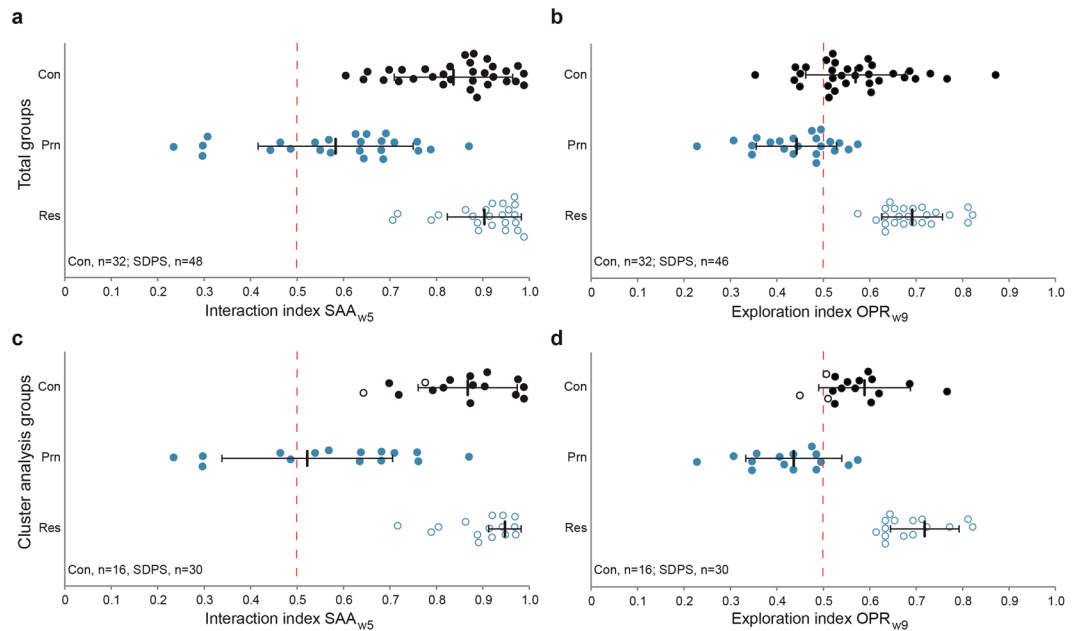 a
Total groups
Con
Prn
Res
Con, n=32; SDPS, n=48
0 0.1 0.2 0.3 0.4 0.5 0.6 0.7 0.8 0.9 1.0
Interaction index SAAw5
b
Con
Prn
Res
Con, n=32; SDPS, n=46
0 0.1 0.2 0.3 0.4 0.5 0.6 0.7 0.8 0.9 1.0
Exploration index OPRw9
c
Cluster analysis groups
Con
Prn
Res
Con, n=16, SDPS, n=30
0 0.1 0.2 0.3 0.4 0.5 0.6 0.7 0.8 0.9 1.0
Interaction index SAAw5
d
Con
Prn
Res
Con, n=16; SDPS, n=30
0 0.1 0.2 0.3 0.4 0.5 0.6 0.7 0.8 0.9 1.0
Exploration index OPRw9